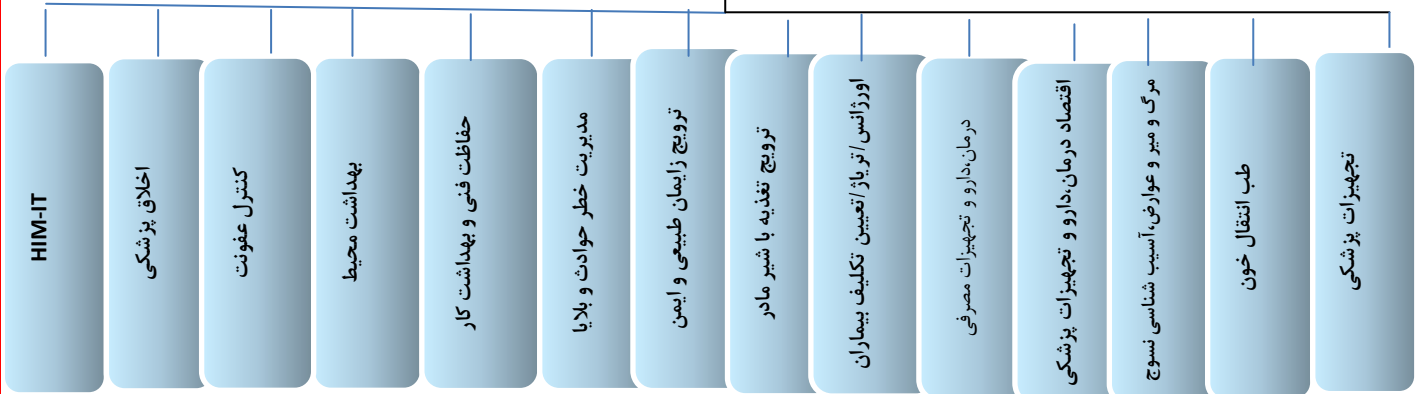 تجهیزات پزشکی
طب انتقال خون
مرگ و میر و عوارض،آسیب شناسی نسوج
اقتصاد درمان،دارو و تجهیزات پزشکی
درمان،دارو و تجهیزات مصرفی
اورژانس/تریاژ/تعیین تکلیف بیماران
ترویج تغذیه با شیر مادر
ترویج زایمان طبیعی و ایمن
مدیریت خطر حوادث و بلایا
حفاظت فنی و بهداشت کار
بهداشت محیط
کنترل عفونت
اخلاق پزشکی
HIM-IT